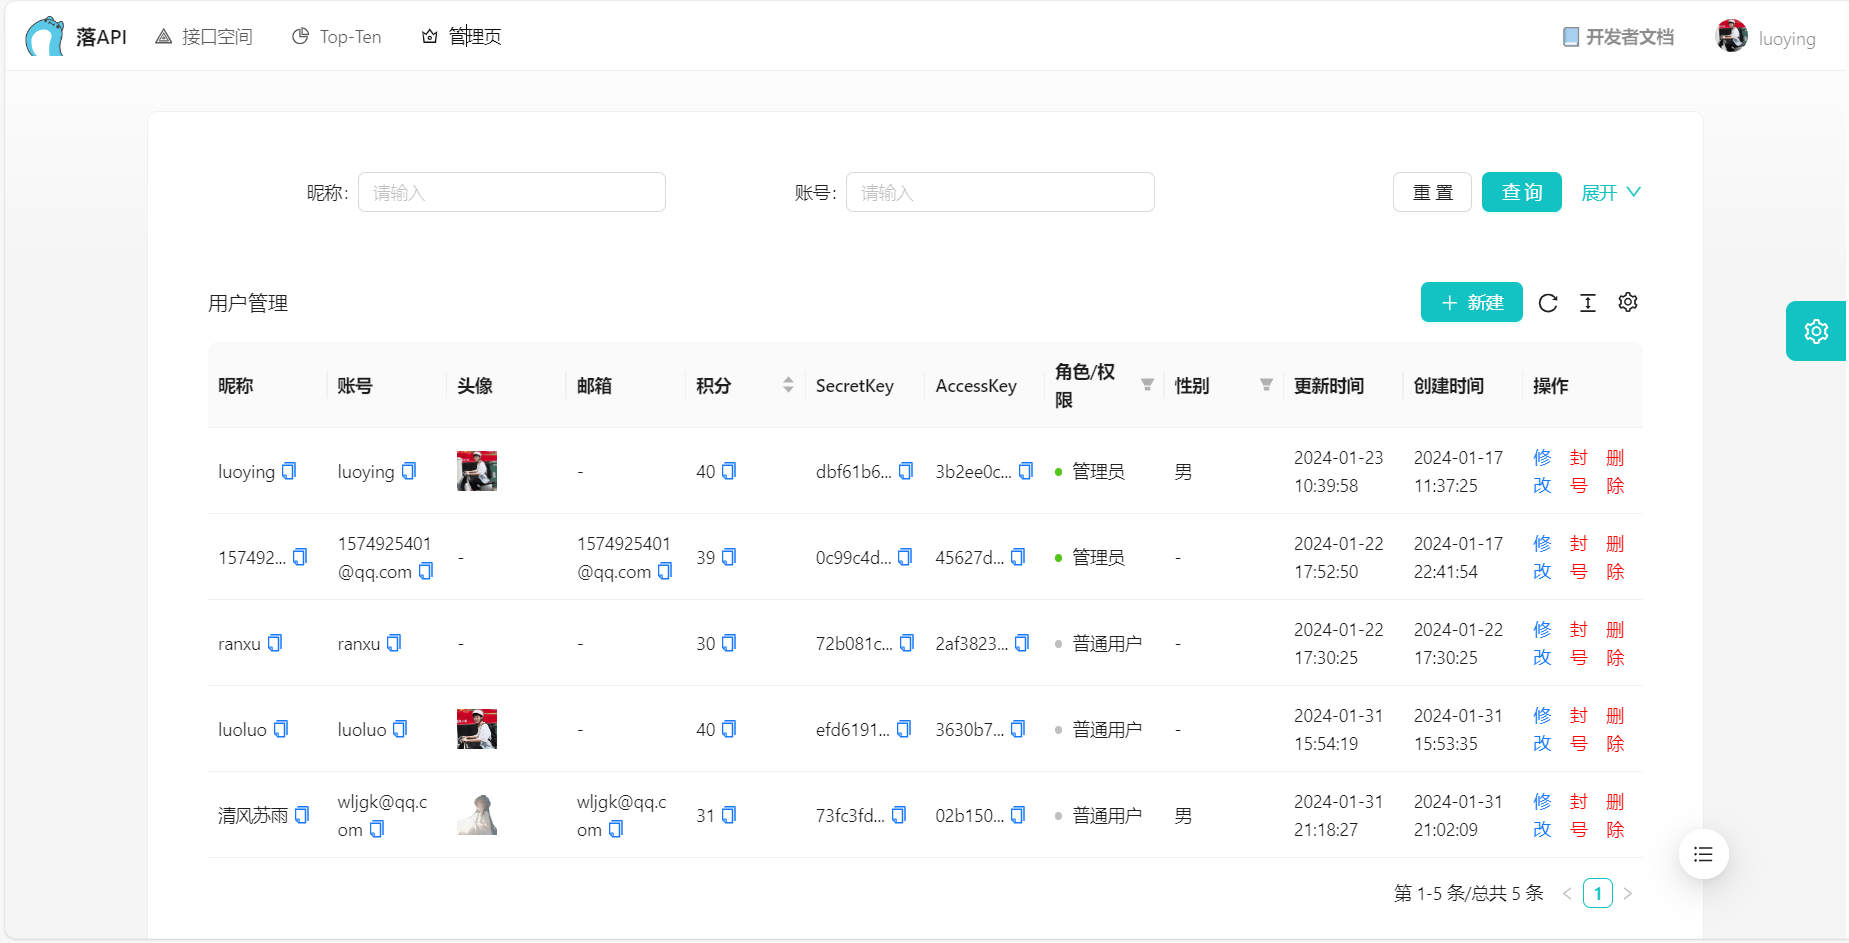 落API 接口空间 Top-Ten 管理页 开发者文档 luoying
昵称: 请输入 账号: 请输入 重 置 查 询 展开
用户管理 新建
昵称 账号 头像 邮箱 积分 SecretKey AccessKey 角色/权限 性别 更新时间 创建时间 操作
luoying luoying - 40 dbf61b6... 3b2ee0c... 管理员 男 2024-01-23 10:39:58 2024-01-17 11:37:25 修改 封号 删除
157492... 1574925401@qq.com - 1574925401@qq.com 39 0c99c4d... 45627d... 管理员 - 2024-01-22 17:52:50 2024-01-17 22:41:54 修改 封号 删除
ranxu ranxu - - 30 72b081c... 2af3823... 普通用户 - 2024-01-22 17:30:25 2024-01-22 17:30:25 修改 封号 删除
luoluo luoluo - 40 efd6191... 3630b7... 普通用户 - 2024-01-31 15:54:19 2024-01-31 15:53:35 修改 封号 删除
清风苏雨 wljgk@qq.com wljgk@qq.com 31 73fc3fd... 02b150... 普通用户 男 2024-01-31 21:18:27 2024-01-31 21:02:09 修改 封号 删除
第 1-5 条/总共 5 条 < 1 >